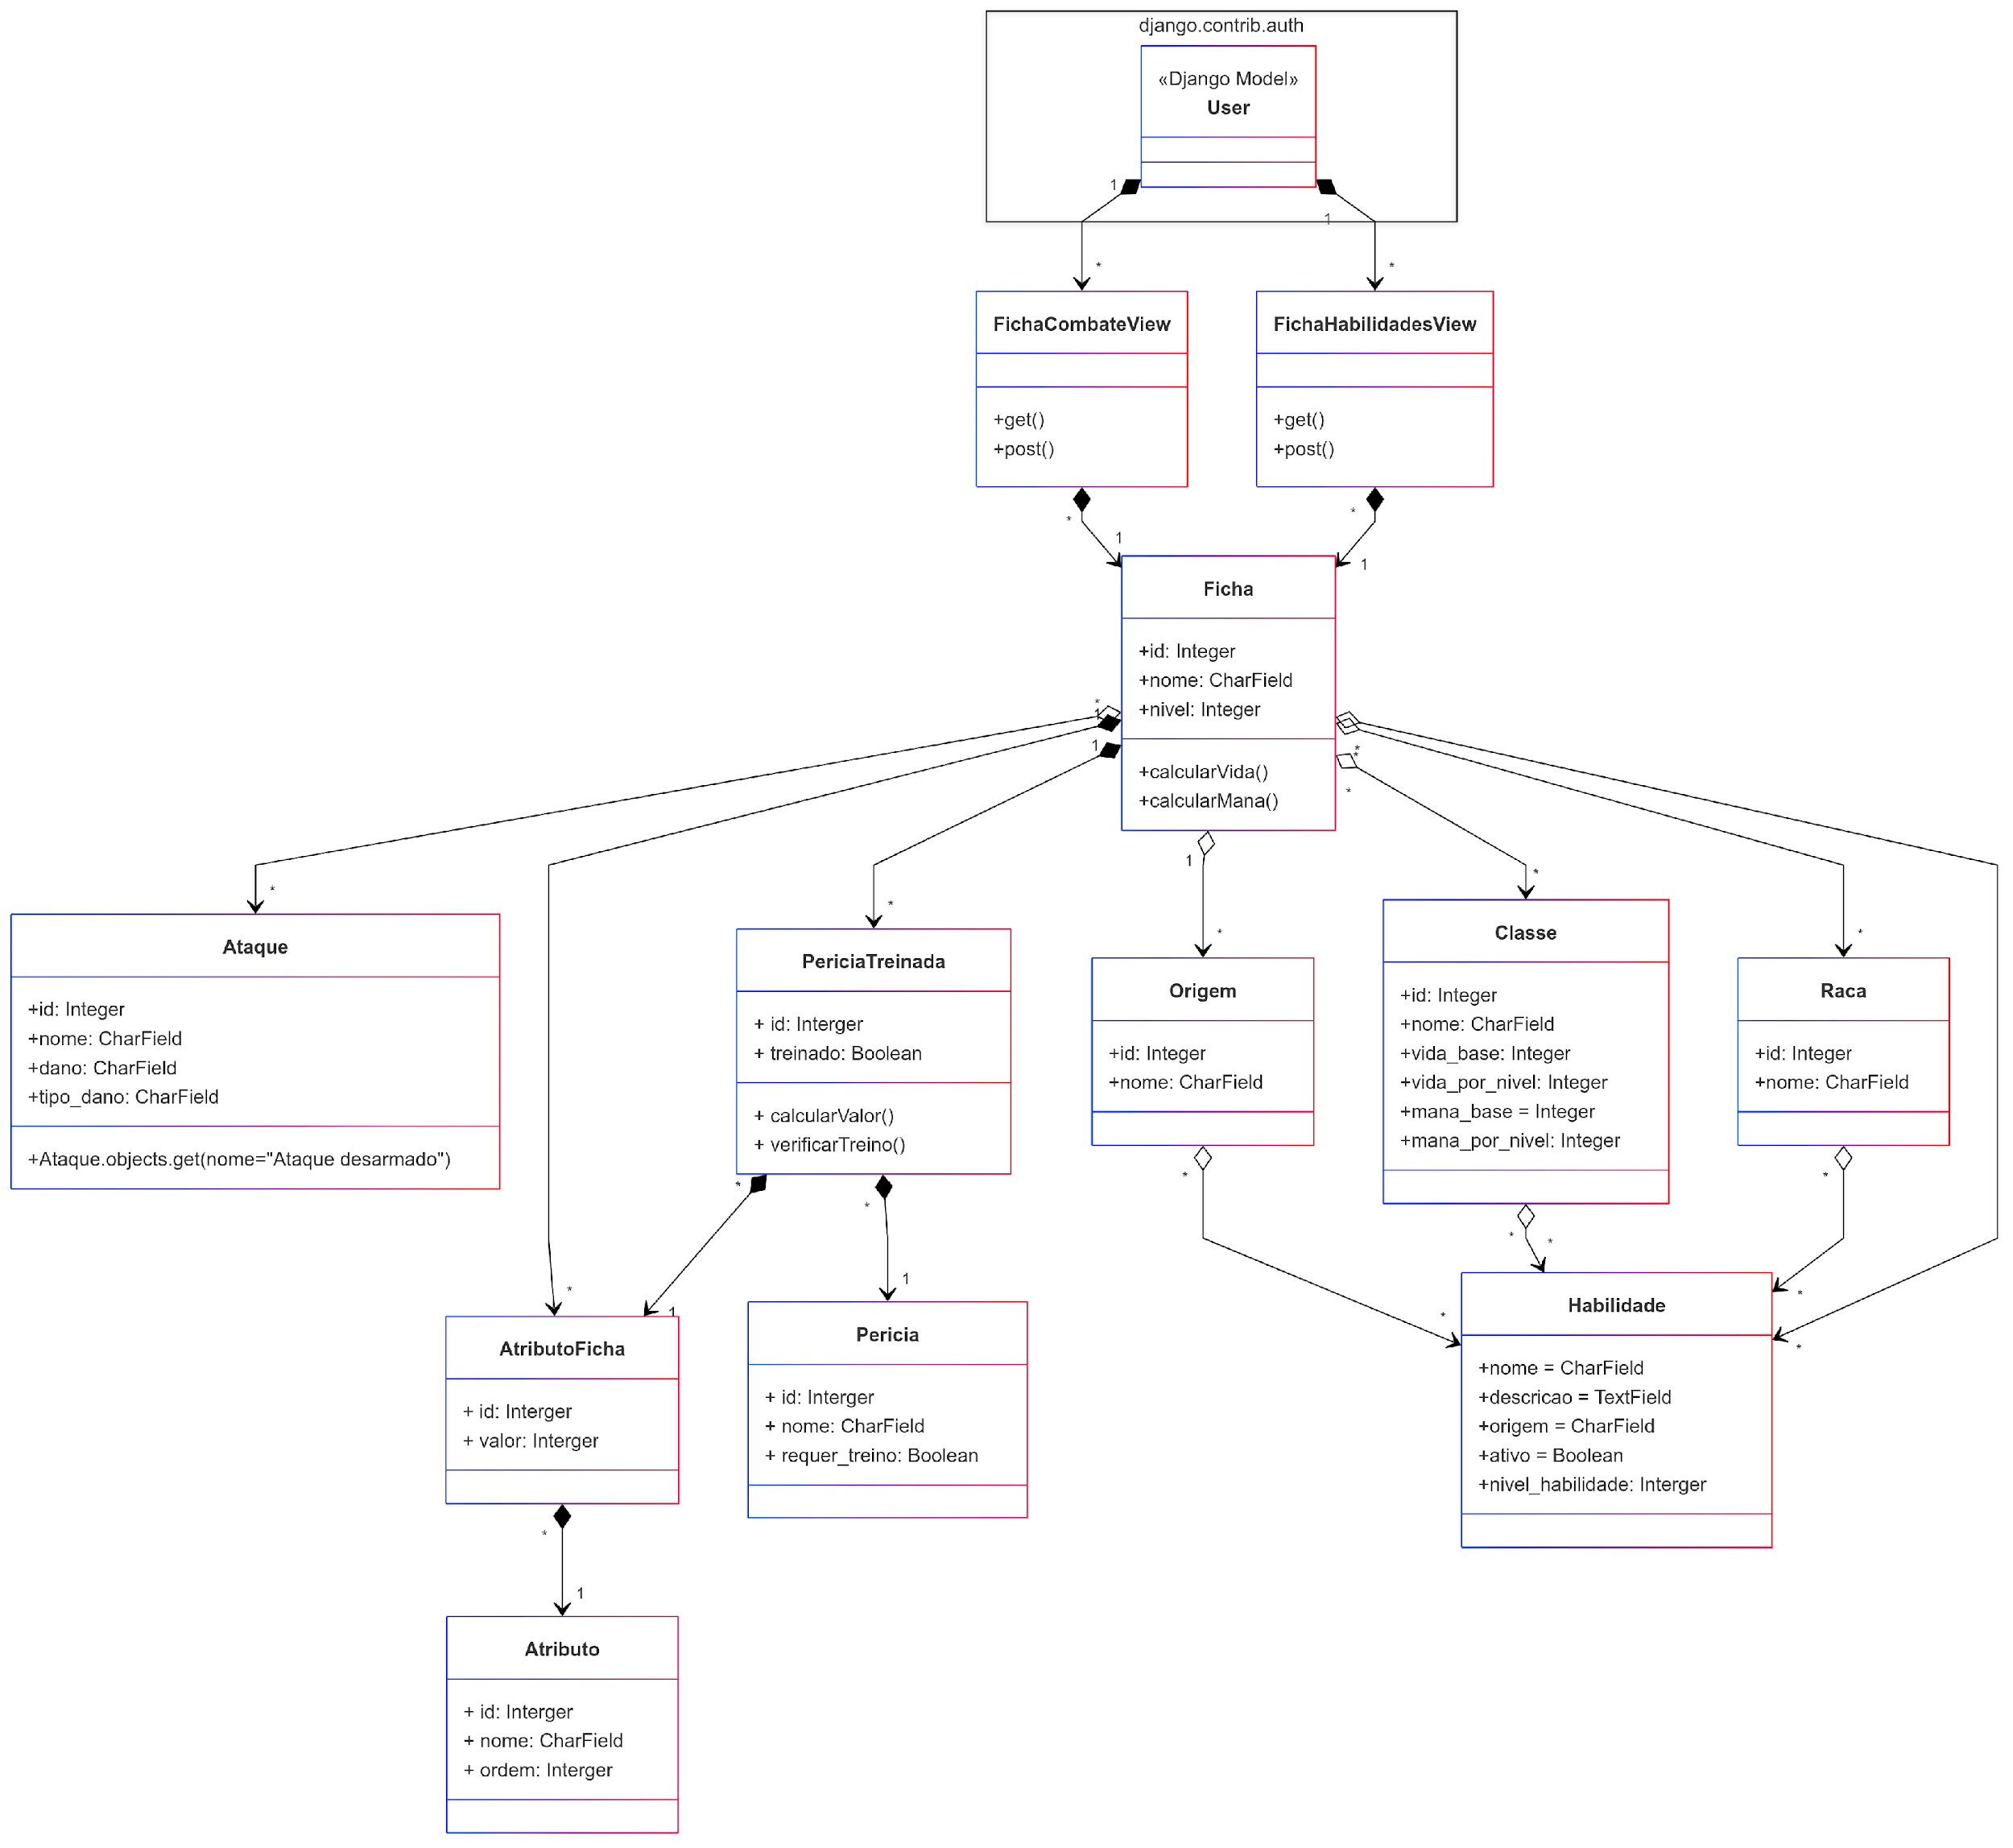 django.contrib.auth
«Django Model»
User
1
1
*
*
FichaCombateView
+get()
+post()
FichaHabilidadesView
+get()
+post()
*
*
1
1
Ficha
+id: Integer
+nome: CharField
+nivel: Integer
+calcularVida()
+calcularMana()
*
1
1
*
*
*
1
*
*
*
*
*
Ataque
+id: Integer
+nome: CharField
+dano: CharField
+tipo_dano: CharField
+Ataque.objects.get(nome="Ataque desarmado")
PericiaTreinada
+ id: Interger
+ treinado: Boolean
+ calcularValor()
+ verificarTreino()
Origem
+id: Integer
+nome: CharField
Classe
+id: Integer
+nome: CharField
+vida_base: Integer
+vida_por_nivel: Integer
+mana_base = Integer
+mana_por_nivel: Integer
Raca
+id: Integer
+nome: CharField
*
*
*
*
*
*
1
1
*
*
*
*
AtributoFicha
+ id: Interger
+ valor: Interger
Pericia
+ id: Interger
+ nome: CharField
+ requer_treino: Boolean
Habilidade
+nome = CharField
+descricao = TextField
+origem = CharField
+ativo = Boolean
+nivel_habilidade: Interger
*
1
Atributo
+ id: Interger
+ nome: CharField
+ ordem: Interger